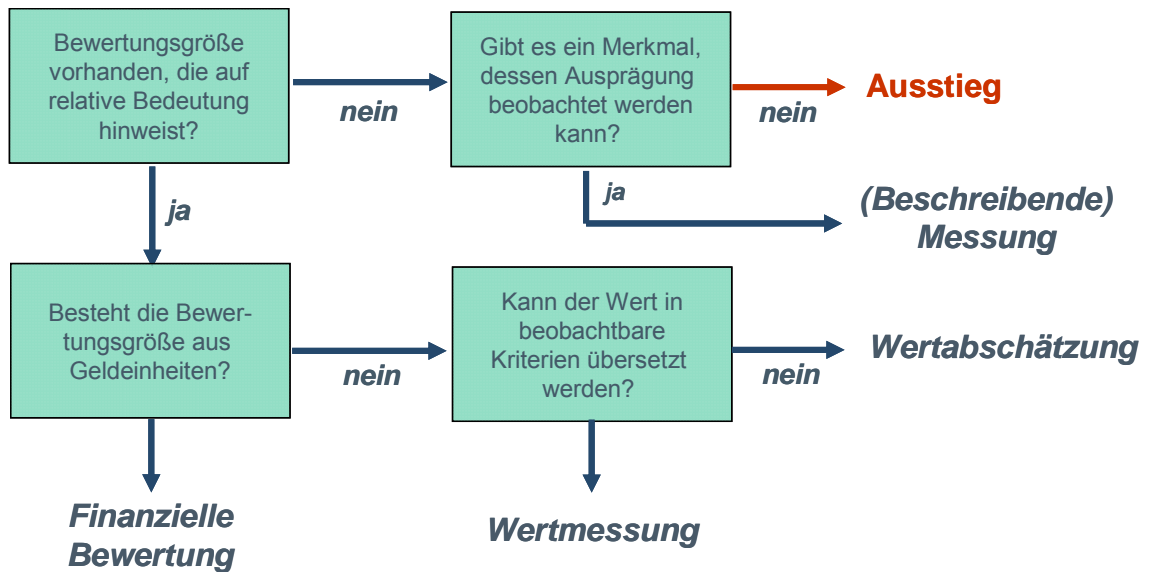 Bewertungsgröße
vorhanden, die auf
relative Bedeutung
hinweist?
nein
Gibt es ein Merkmal,
dessen Ausprägung
beobachtet werden
kann?
nein
Ausstieg
ja
ja
(Beschreibende)
Messung
Besteht die Bewer-
tungsgröße aus
Geldeinheiten?
nein
Kann der Wert in
beobachtbare
Kriterien übersetzt
werden?
nein
Wertabschätzung
Finanzielle
Bewertung
Wertmessung